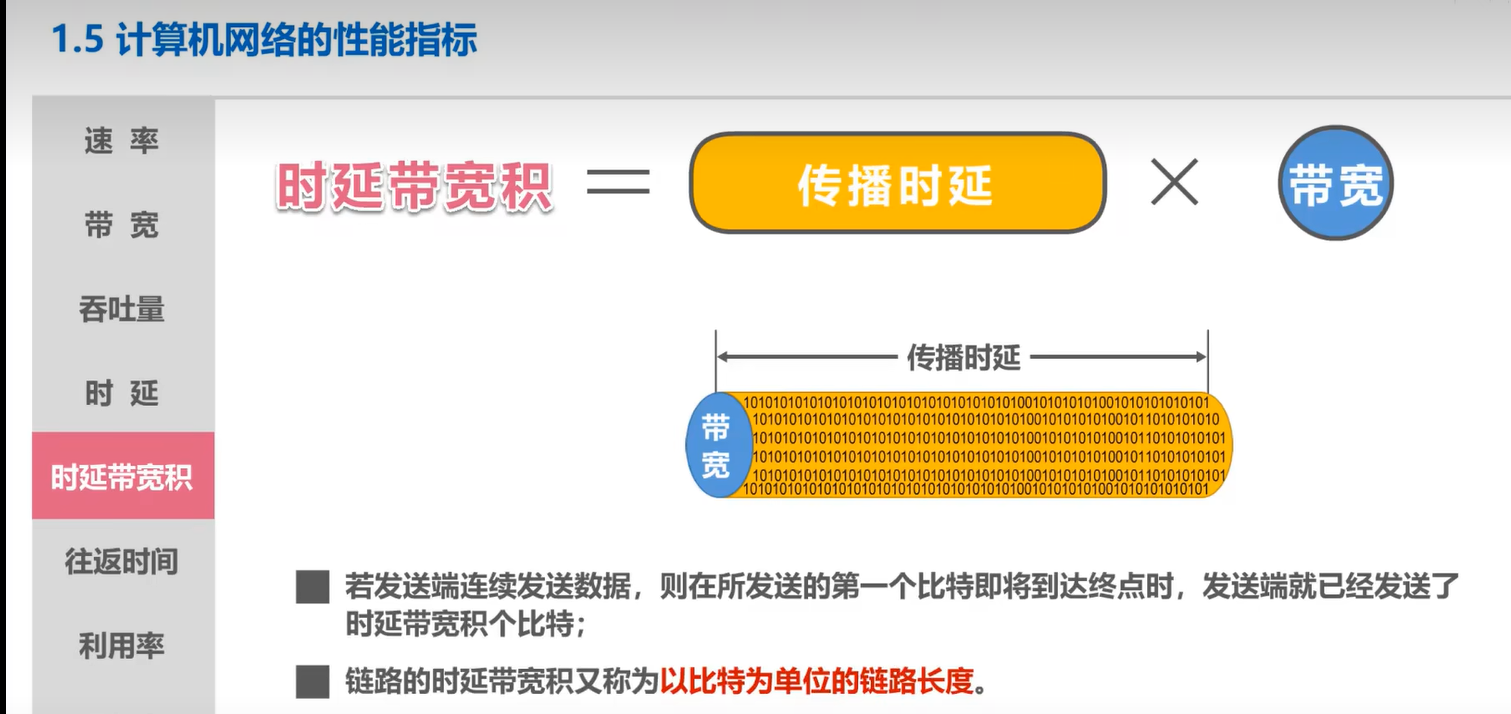 1.5 计算机网络的性能指标
速 率
带 宽
吞吐量
时 延
时延带宽积
往返时间
利用率
时延带宽积 = 传播时延 × 带宽
传播时延
带
宽
■ 若发送端连续发送数据，则在所发送的第一个比特即将到达终点时，发送端就已经发送了
时延带宽积个比特；
■ 链路的时延带宽积又称为以比特为单位的链路长度。